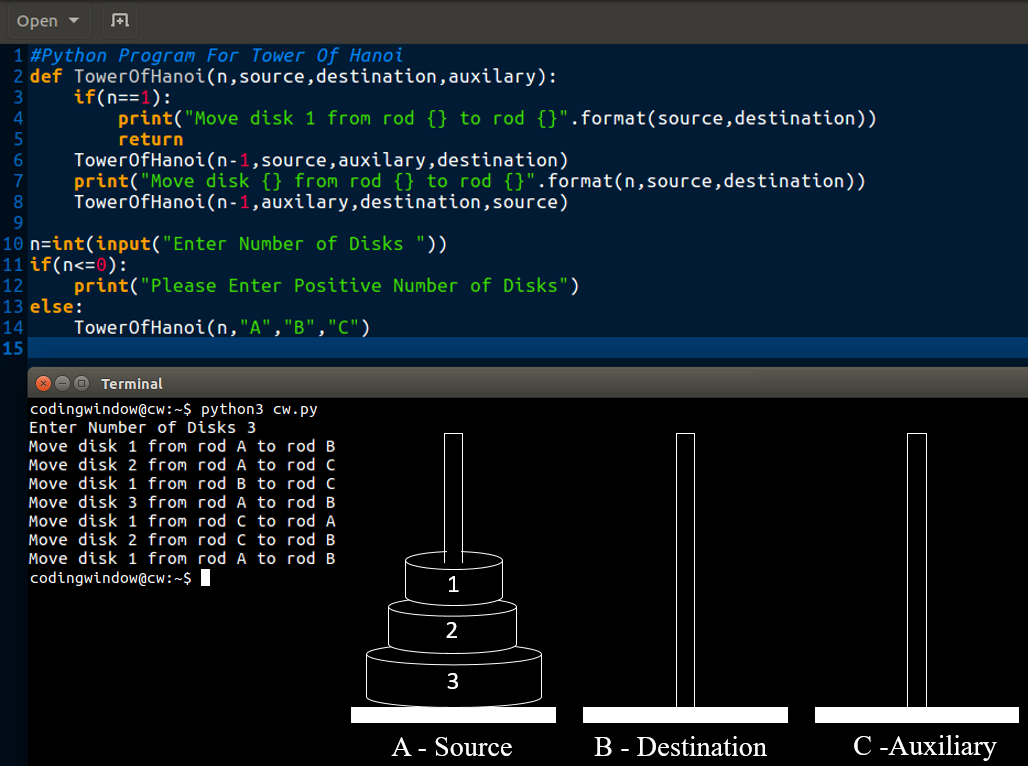 Open
1 #Python Program For Tower Of Hanoi
2 def TowerOfHanoi(n,source,destination,auxilary):
3     if(n==1):
4         print("Move disk 1 from rod {} to rod {}".format(source,destination))
5         return
6     TowerOfHanoi(n-1,source,auxilary,destination)
7     print("Move disk {} from rod {} to rod {}".format(n,source,destination))
8     TowerOfHanoi(n-1,auxilary,destination,source)
9
10 n=int(input("Enter Number of Disks "))
11 if(n<=0):
12     print("Please Enter Positive Number of Disks")
13 else:
14     TowerOfHanoi(n,"A","B","C")
15
Terminal
codingwindow@cw:~$ python3 cw.py
Enter Number of Disks 3
Move disk 1 from rod A to rod B
Move disk 2 from rod A to rod C
Move disk 1 from rod B to rod C
Move disk 3 from rod A to rod B
Move disk 1 from rod C to rod A
Move disk 2 from rod C to rod B
Move disk 1 from rod A to rod B
codingwindow@cw:~$
1
2
3
A - Source
B - Destination
C -Auxiliary